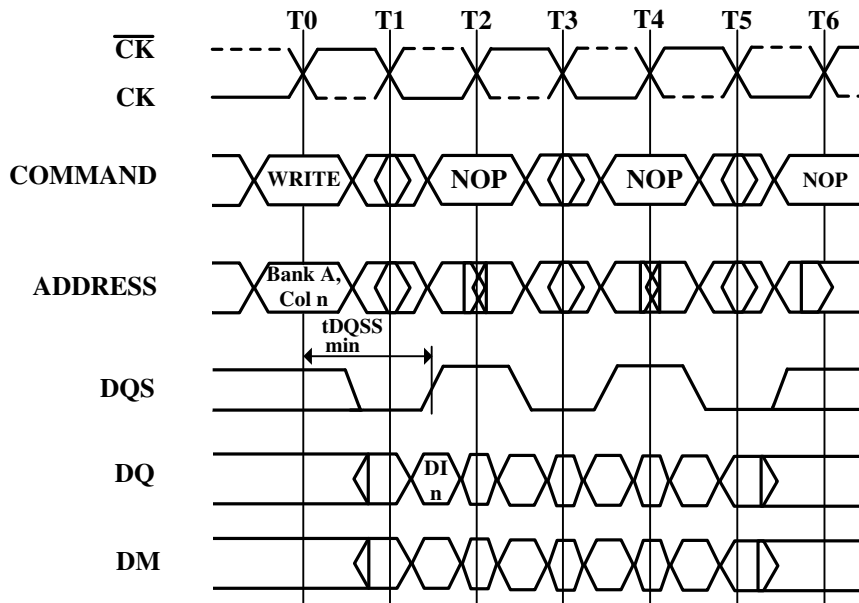 T0 T1 T2 T3 T4 T5 T6
CK
CK
COMMAND WRITE NOP NOP NOP
ADDRESS Bank A,
Col n
tDQSS
min
DQS
DQ DI
n
DM